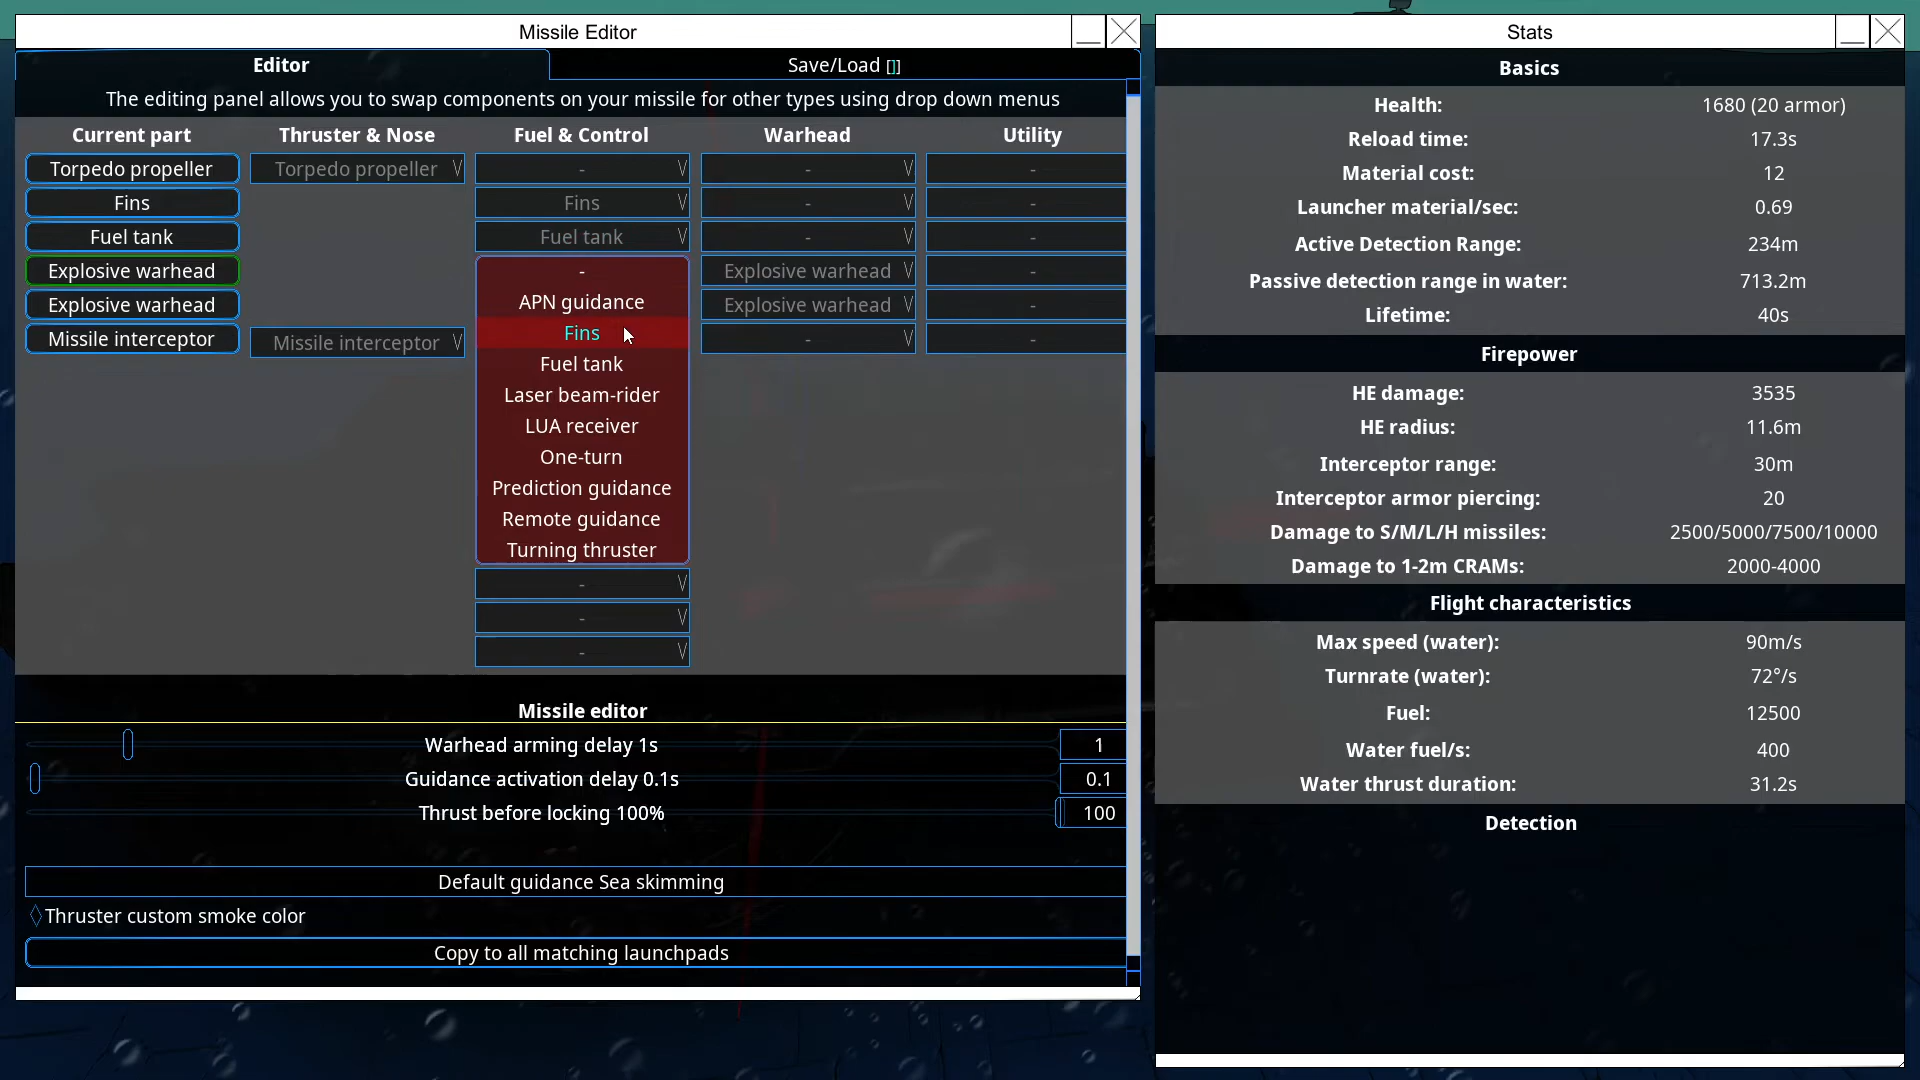 Missile Editor
Editor
Save/Load []
The editing panel allows you to swap components on your missile for other types using drop down menus
Current part Thruster & Nose Fuel & Control Warhead Utility
Torpedo propeller Torpedo propeller - - -
Fins Fins - -
Fuel tank Fuel tank - -
Explosive warhead - Explosive warhead -
Explosive warhead APN guidance Explosive warhead -
Missile interceptor Missile interceptor Fins - -
Fuel tank
Laser beam-rider
LUA receiver
One-turn
Prediction guidance
Remote guidance
Turning thruster
-
-
-
Missile editor
Warhead arming delay 1s 1
Guidance activation delay 0.1s 0.1
Thrust before locking 100% 100
Default guidance Sea skimming
Thruster custom smoke color
Copy to all matching launchpads
Stats
Basics
Health: 1680 (20 armor)
Reload time: 17.3s
Material cost: 12
Launcher material/sec: 0.69
Active Detection Range: 234m
Passive detection range in water: 713.2m
Lifetime: 40s
Firepower
HE damage: 3535
HE radius: 11.6m
Interceptor range: 30m
Interceptor armor piercing: 20
Damage to S/M/L/H missiles: 2500/5000/7500/10000
Damage to 1-2m CRAMs: 2000-4000
Flight characteristics
Max speed (water): 90m/s
Turnrate (water): 72°/s
Fuel: 12500
Water fuel/s: 400
Water thrust duration: 31.2s
Detection